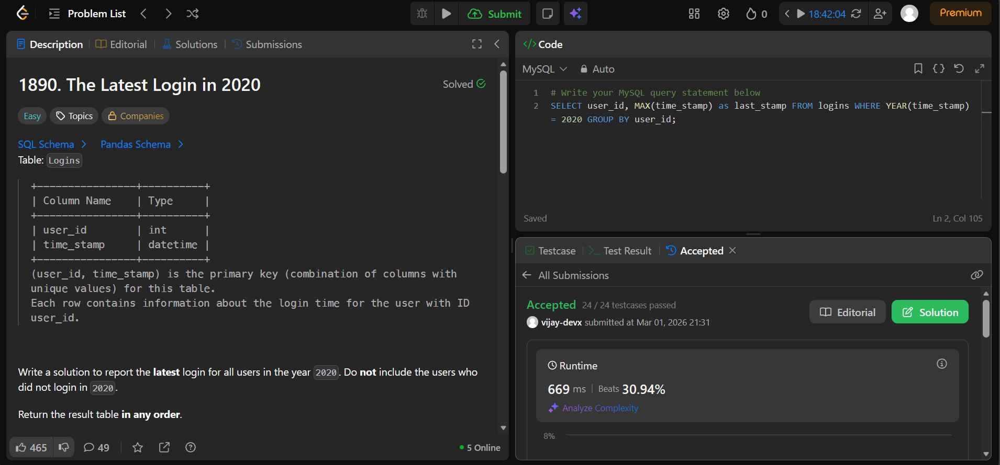 Problem List
Submit
0
18:42:04
Premium
Description
Editorial
Solutions
Submissions
1890. The Latest Login in 2020
Solved
Easy
Topics
Companies
SQL Schema
Pandas Schema
Table: Logins
+----------------+----------+
| Column Name    | Type     |
+----------------+----------+
| user_id        | int      |
| time_stamp     | datetime |
+----------------+----------+
(user_id, time_stamp) is the primary key (combination of columns with
unique values) for this table.
Each row contains information about the login time for the user with ID
user_id.
Write a solution to report the latest login for all users in the year 2020. Do not include the users who
did not login in 2020.
Return the result table in any order.
465
49
5 Online
</> Code
MySQL
Auto
1 # Write your MySQL query statement below
2 SELECT user_id, MAX(time_stamp) as last_stamp FROM logins WHERE YEAR(time_stamp)
= 2020 GROUP BY user_id;
Saved
Ln 2, Col 105
Testcase
Test Result
Accepted
All Submissions
Accepted 24 / 24 testcases passed
vijay-devx submitted at Mar 01, 2026 21:31
Editorial
Solution
Runtime
669 ms | Beats 30.94%
Analyze Complexity
8%